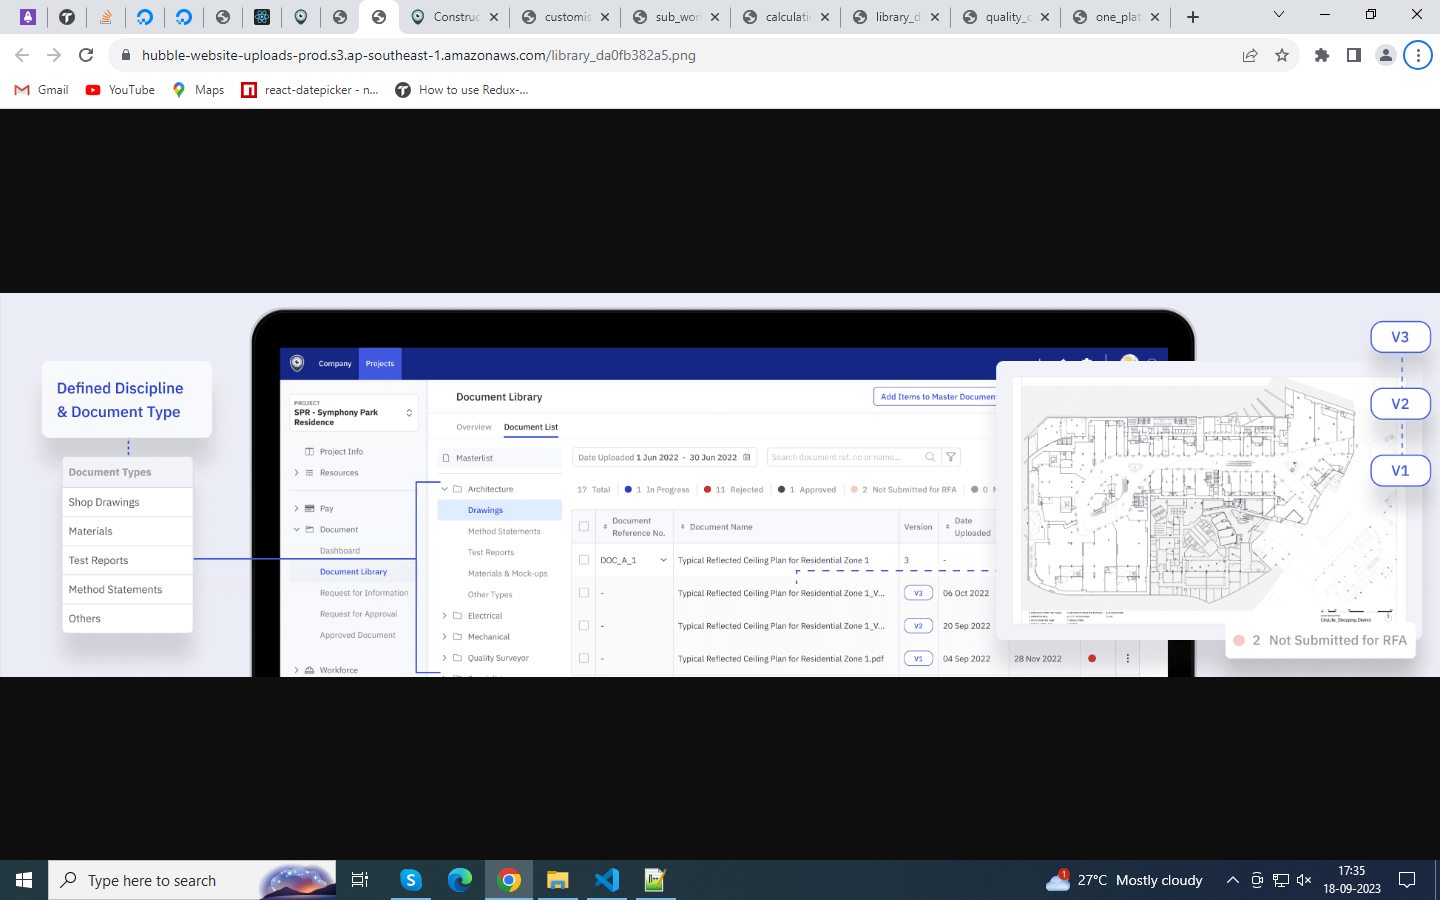 Construc
customis
sub_wor
calculati
library_d
quality_c
one_plat
hubble-website-uploads-prod.s3.ap-southeast-1.amazonaws.com/library_da0fb382a5.png
Gmail
YouTube
Maps
react-datepicker - n...
How to use Redux-...
Defined Discipline
& Document Type
Document Types
Shop Drawings
Materials
Test Reports
Method Statements
Others
Company
Projects
PROJECT
SPR - Symphony Park
Residence
Project Info
Resources
Pay
Document
Dashboard
Document Library
Request for Information
Request for Approval
Approved Document
Workforce
Document Library
Add Items to Master Documen
Overview
Document List
Masterlist
Date Uploaded 1 Jun 2022 - 30 Jun 2022
Search document ref, no or name...
Architecture
Drawings
Method Statements
Test Reports
Materials & Mock-ups
Other Types
Electrical
Mechanical
Quality Surveyor
17 Total
1 In Progress
11 Rejected
1 Approved
2 Not Submitted for RFA
0
Document
Reference No.
Document Name
Version
Date
Uploaded
DOC_A_1
Typical Reflected Ceiling Plan for Residential Zone 1
3
-
-
Typical Reflected Ceiling Plan for Residential Zone 1_V...
V3
06 Oct 2022
-
Typical Reflected Ceiling Plan for Residential Zone 1_V...
V2
20 Sep 2022
-
Typical Reflected Ceiling Plan for Residential Zone 1.pdf
V1
04 Sep 2022
28 Nov 2022
V3
V2
V1
CityLife, Shopping District
2 Not Submitted for RFA
Type here to search
1
27°C Mostly cloudy
17:35
18-09-2023